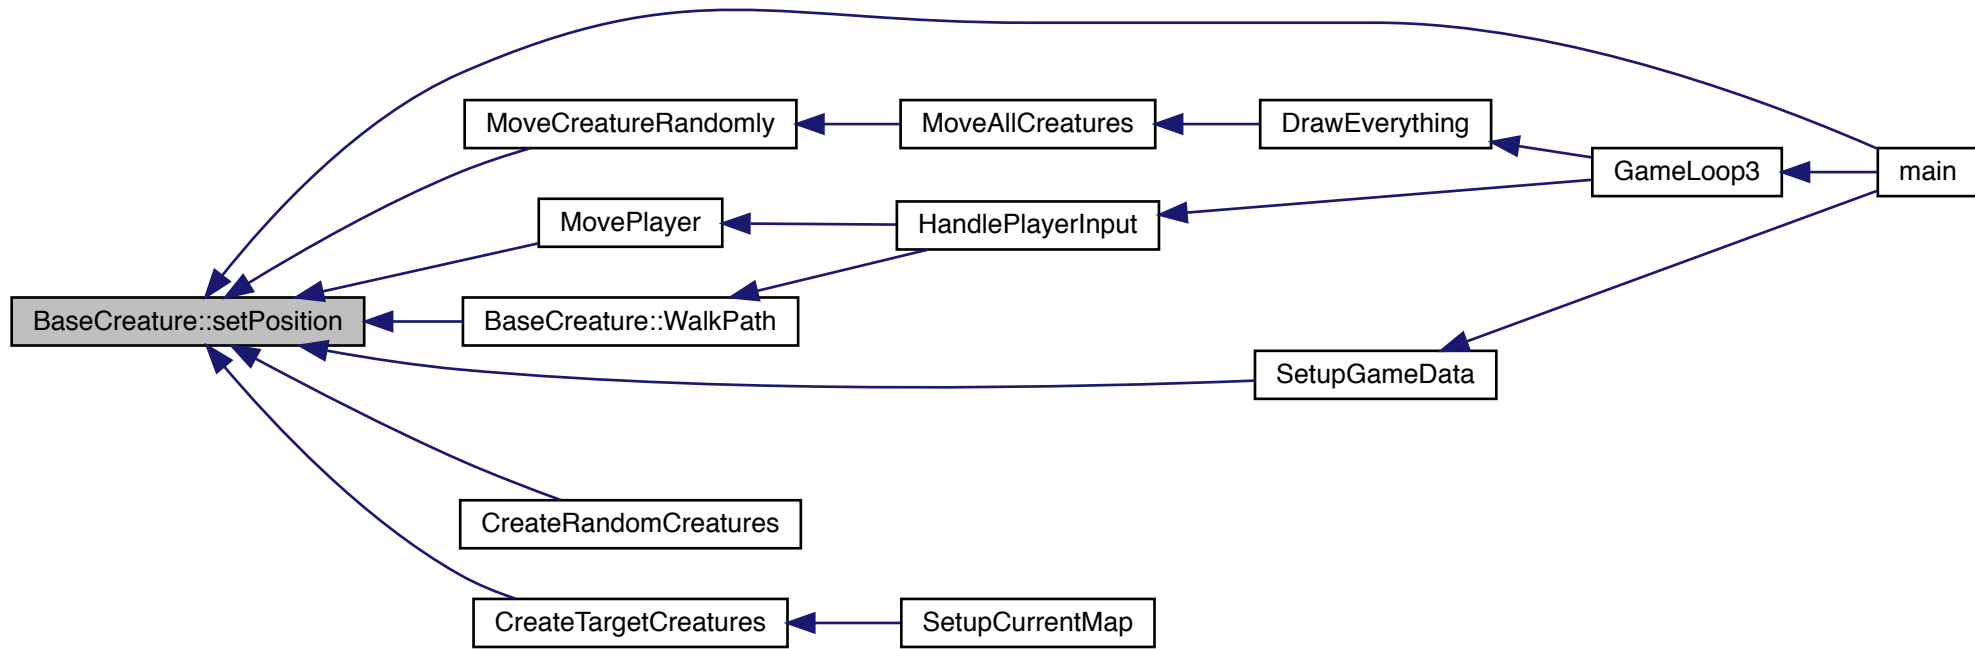 MoveCreatureRandomly
MoveAllCreatures
DrawEverything
GameLoop3
main
MovePlayer
HandlePlayerInput
BaseCreature::setPosition
BaseCreature::WalkPath
SetupGameData
CreateRandomCreatures
CreateTargetCreatures
SetupCurrentMap